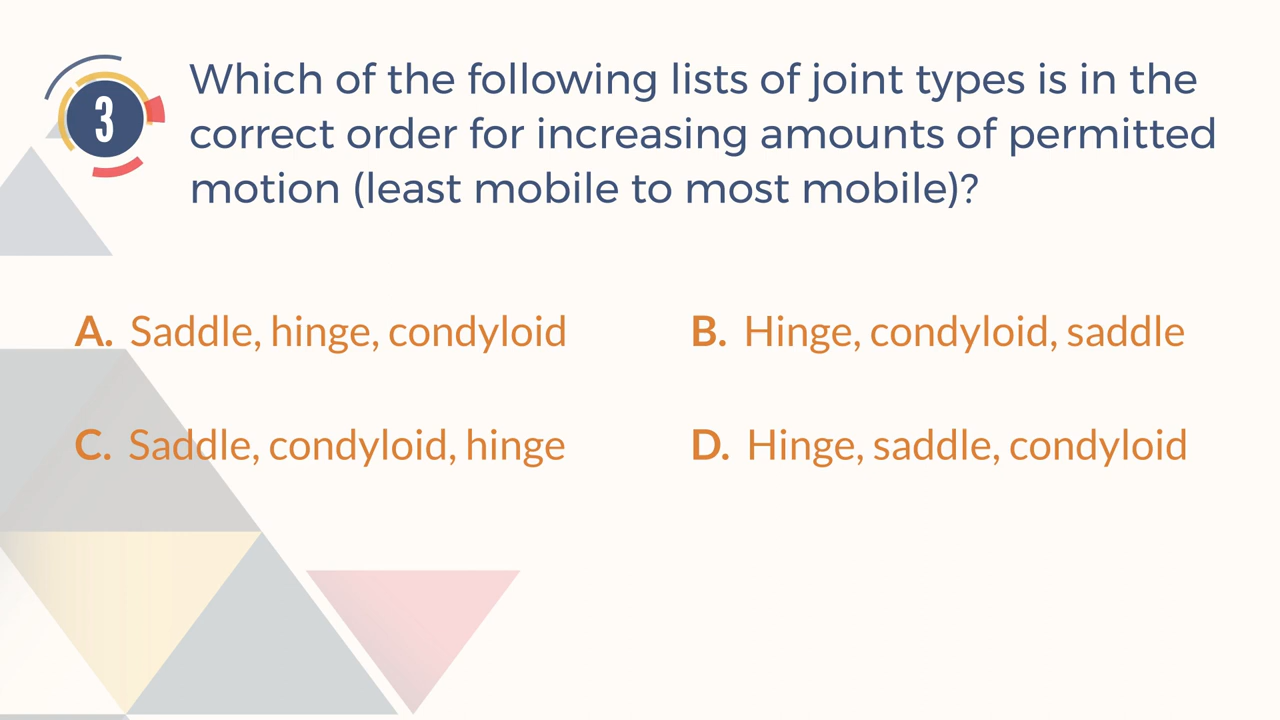 3
Which of the following lists of joint types is in the
correct order for increasing amounts of permitted
motion (least mobile to most mobile)?
A. Saddle, hinge, condyloid
B. Hinge, condyloid, saddle
C. Saddle, condyloid, hinge
D. Hinge, saddle, condyloid